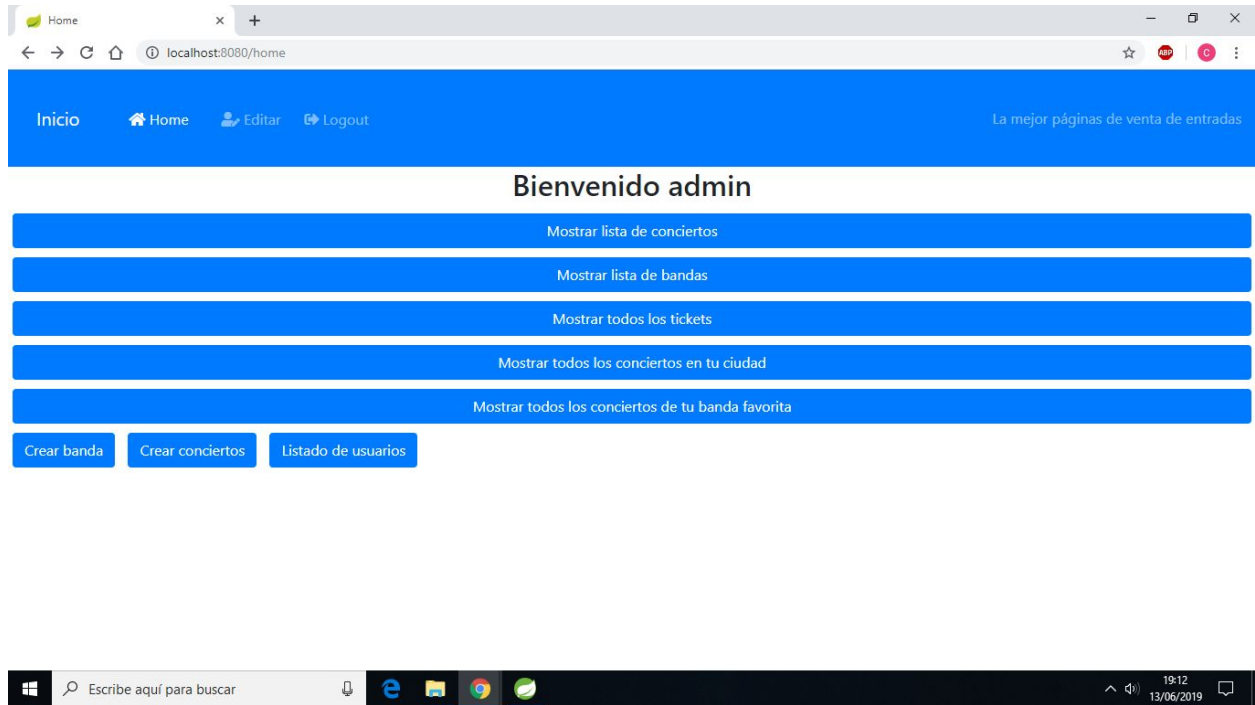 Home
localhost:8080/home
ABP
C
Inicio Home Editar Logout La mejor páginas de venta de entradas
Bienvenido admin
Mostrar lista de conciertos
Mostrar lista de bandas
Mostrar todos los tickets
Mostrar todos los conciertos en tu ciudad
Mostrar todos los conciertos de tu banda favorita
Crear banda Crear conciertos Listado de usuarios
Escribe aquí para buscar
19:12
13/06/2019